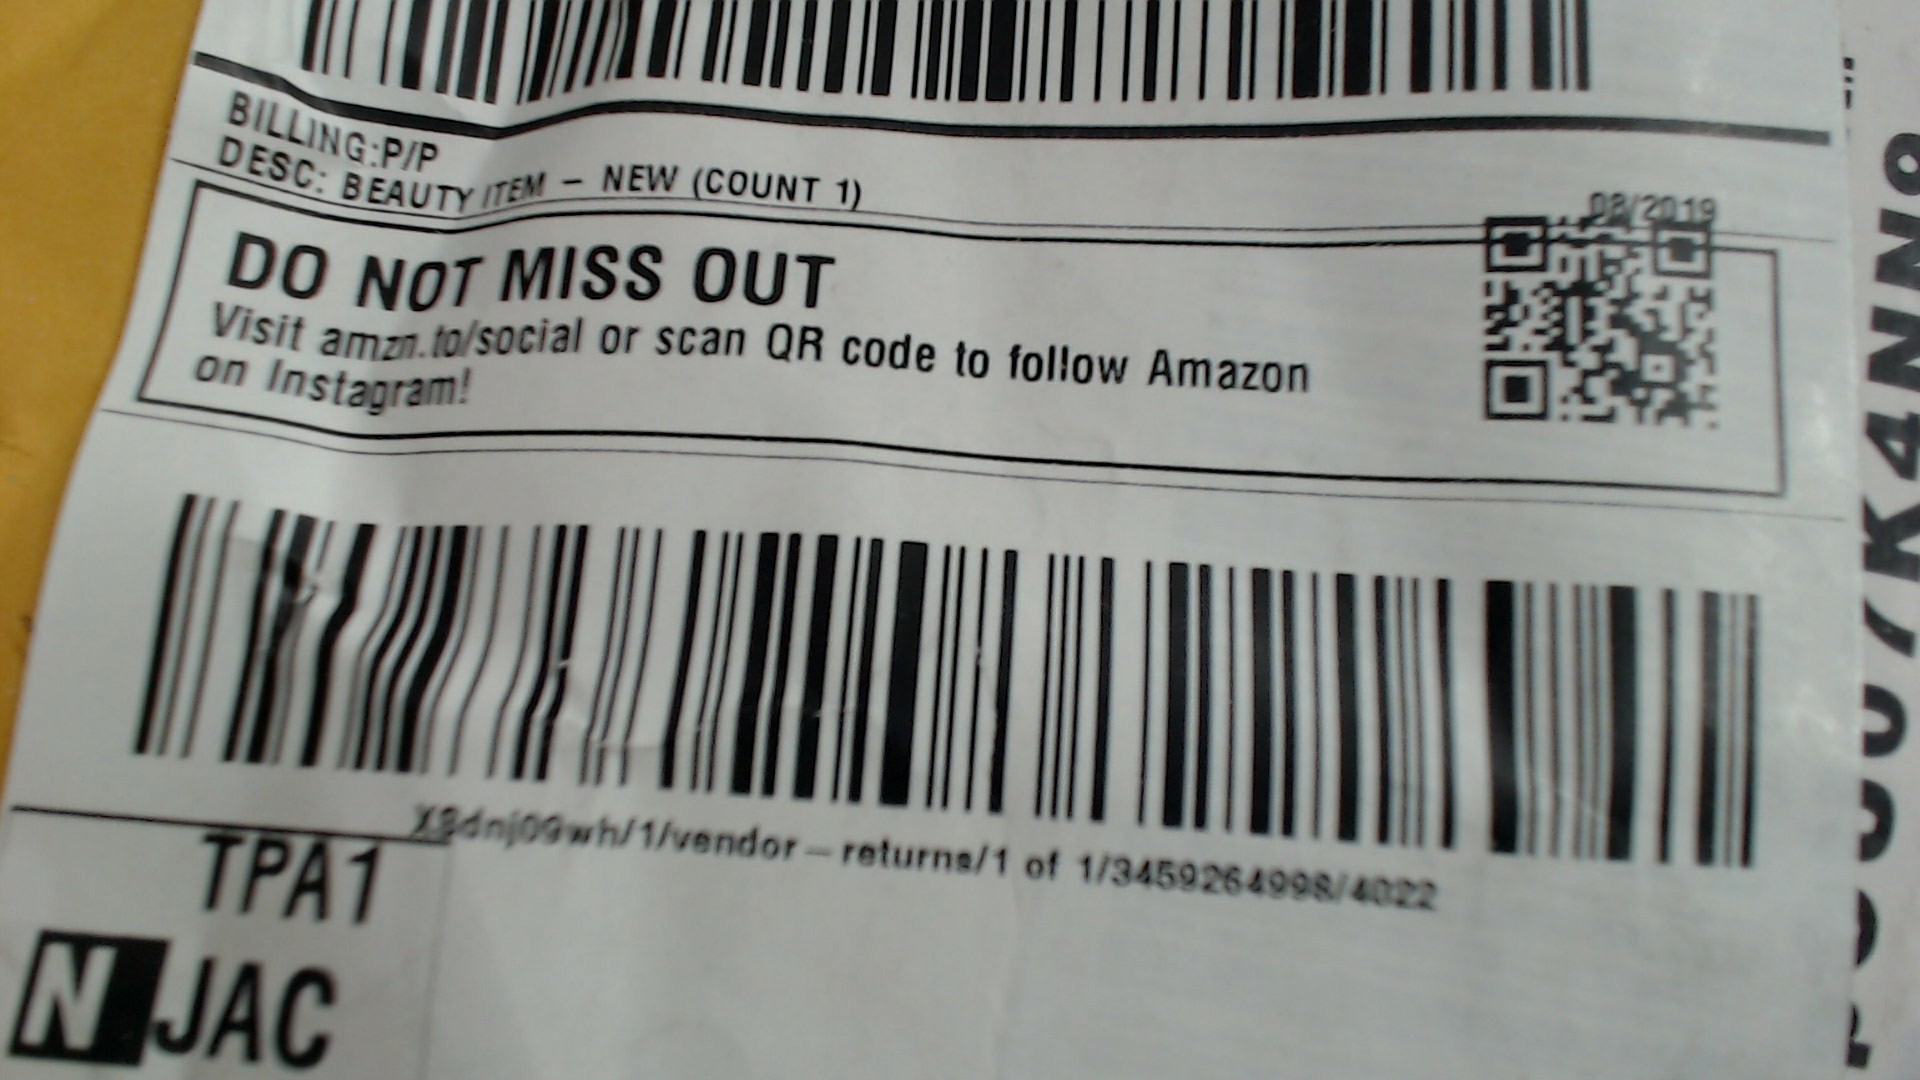 BILLING:P/P
DESC: BEAUTY ITEM – NEW (COUNT 1)
08/2019
DO NOT MISS OUT
Visit amzn.to/social or scan QR code to follow Amazon
on Instagram!
X8dnj09wh/1/vendor – returns/1 of 1/3459264998/4022
TPA1
N JAC